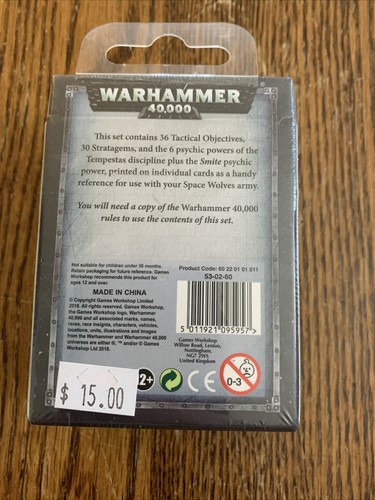 WARHAMMER
40,000
This set contains 36 Tactical Objectives,
30 Stratagems, and the 6 psychic powers of the
Tempestas discipline plus the Smite psychic
power, printed on individual cards as a handy
reference for use with your Space Wolves army.
You will need a copy of the Warhammer 40,000
rules to use the contents of this set.
Not suitable for children under 36 months.
Retain packaging for future reference. Games
Workshop recommends this product for
ages 12 and over.
MADE IN CHINA
© Copyright Games Workshop Limited
2018. All rights reserved. Games Workshop,
the Games Workshop logo, Warhammer
40,000 and all associated marks, names,
races, race insignia, characters, vehicles,
locations, units, illustrations and images
from the Warhammer and Warhammer 40,000
universes are either ®, ™ and/or © Games
Workshop Ltd 2018.
Product Code: 60 22 01 01 011
53-02-60
5 011921 095957 >
Games Workshop
Willow Road, Lenton,
Nottingham,
NG7 2WS
United Kingdom
2+
CE
0-3
$ 15.00